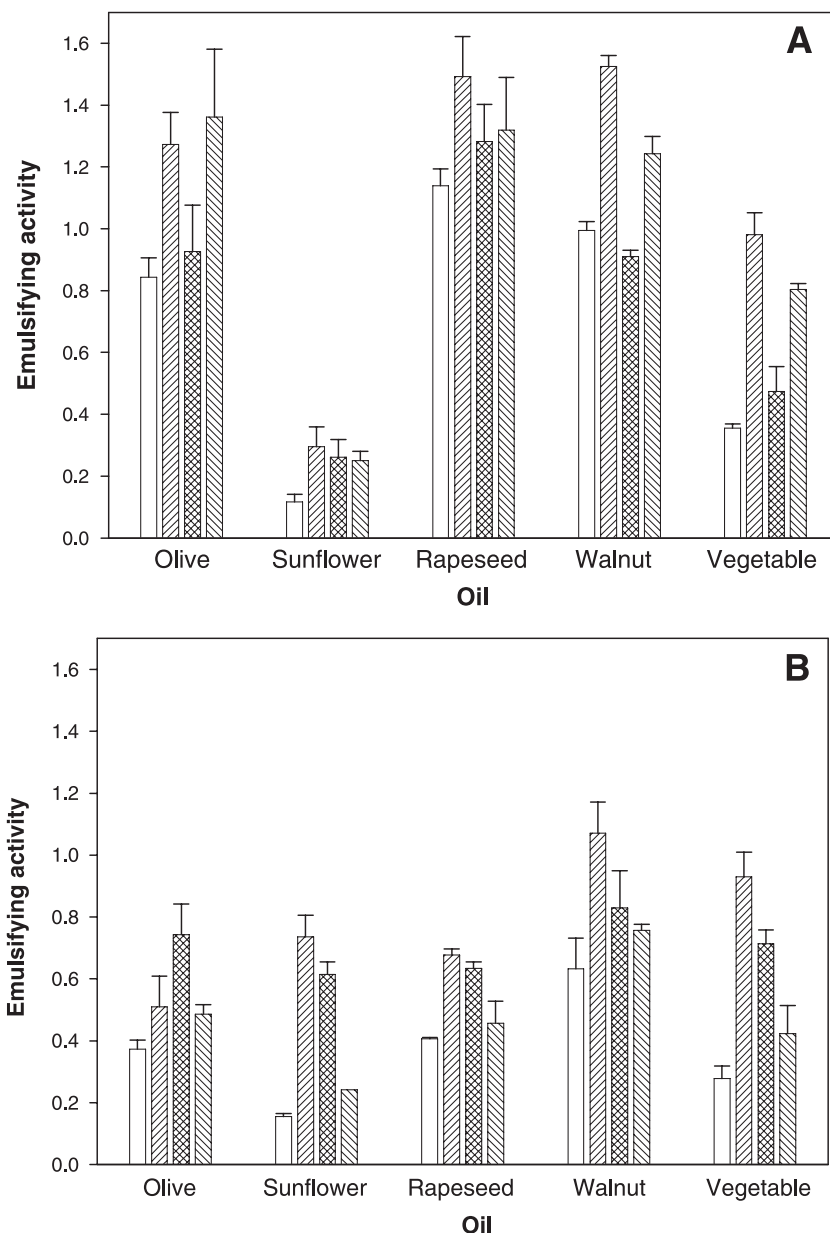 A
Emulsifying activity
1.6
1.4
1.2
1.0
0.8
0.6
0.4
0.2
0.0
Olive Sunflower Rapeseed Walnut Vegetable
Oil
B
Emulsifying activity
1.6
1.4
1.2
1.0
0.8
0.6
0.4
0.2
0.0
Olive Sunflower Rapeseed Walnut Vegetable
Oil